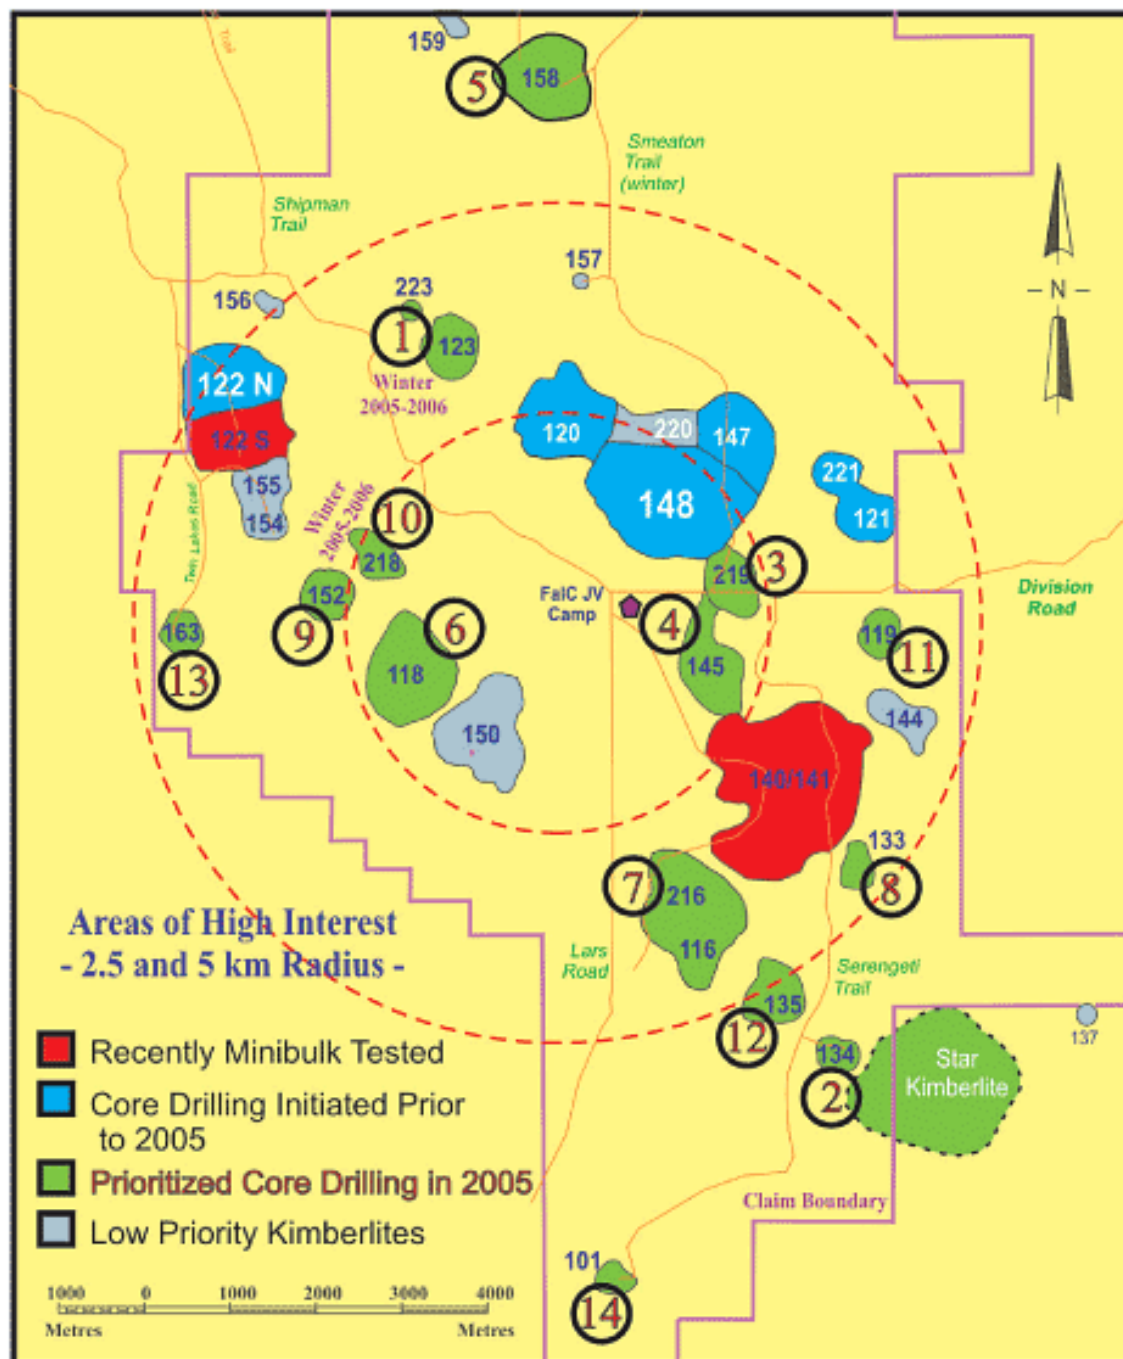 Trail
159
158
5
Smeaton
Trail
(winter)
Shipman
Trail
157
156
223
1
123
N
Winter
2005-2006
122 N
122 S
120
220
147
155
154
148
221
121
Winter
2005-2006
10
218
219
3
152
9
6
FalC JV
Camp
4
Division
Road
Twin Lakes Road
163
13
118
145
119
11
150
144
140/141
133
8
7
216
116
Areas of High Interest
- 2.5 and 5 km Radius -
Lars
Road
Serengeti
Trail
135
12
134
2
Star
Kimberlite
137
Recently Minibulk Tested
Core Drilling Initiated Prior
to 2005
Prioritized Core Drilling in 2005
Low Priority Kimberlites
Claim Boundary
101
14
1000 0 1000 2000 3000 4000
Metres Metres